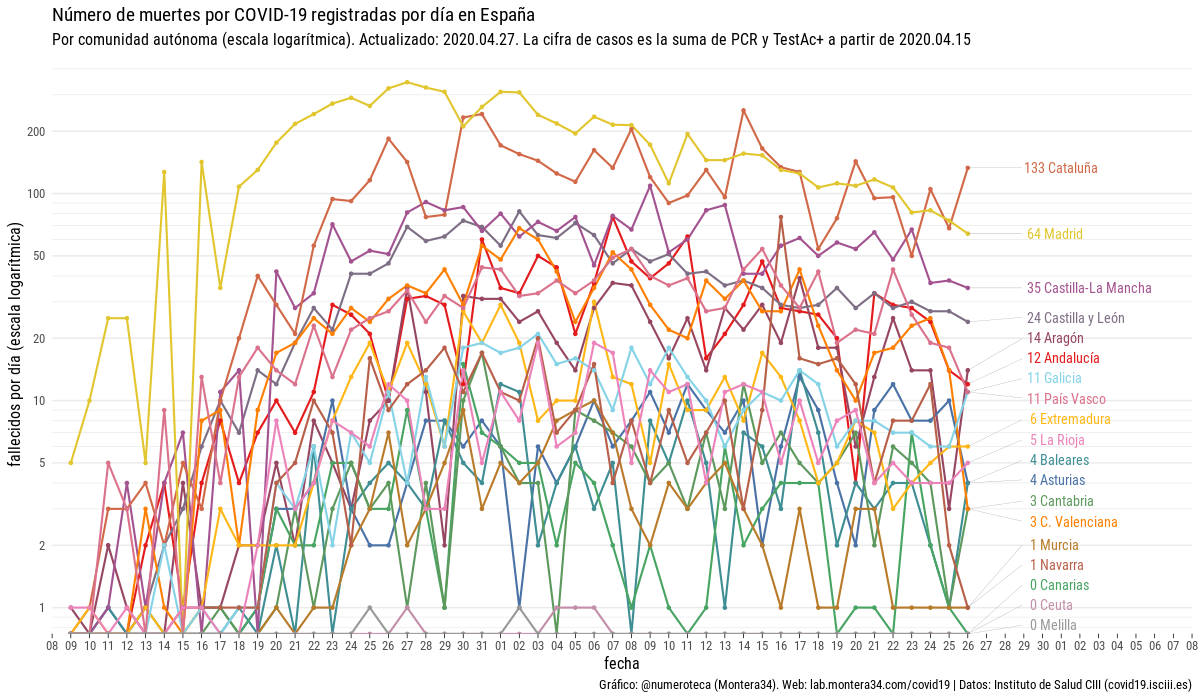 Número de muertes por COVID-19 registradas por día en España
Por comunidad autónoma (escala logarítmica). Actualizado: 2020.04.27. La cifra de casos es la suma de PCR y TestAc+ a partir de 2020.04.15
fallecidos por día (escala logarítmica)
200
100
50
20
10
5
2
1
133 Cataluña
64 Madrid
35 Castilla-La Mancha
24 Castilla y León
14 Aragón
12 Andalucía
11 Galicia
11 País Vasco
6 Extremadura
5 La Rioja
4 Baleares
4 Asturias
3 Cantabria
3 C. Valenciana
1 Murcia
1 Navarra
0 Canarias
0 Ceuta
0 Melilla
08 09 10 11 12 13 14 15 16 17 18 19 20 21 22 23 24 25 26 27 28 29 30 31 01 02 03 04 05 06 07 08 09 10 11 12 13 14 15 16 17 18 19 20 21 22 23 24 25 26 27 28 29 30 01 02 03 04 05 06 07 08
fecha
Gráfico: @numeroteca (Montera34). Web: lab.montera34.com/covid19 | Datos: Instituto de Salud CIII (covid19.isciii.es)